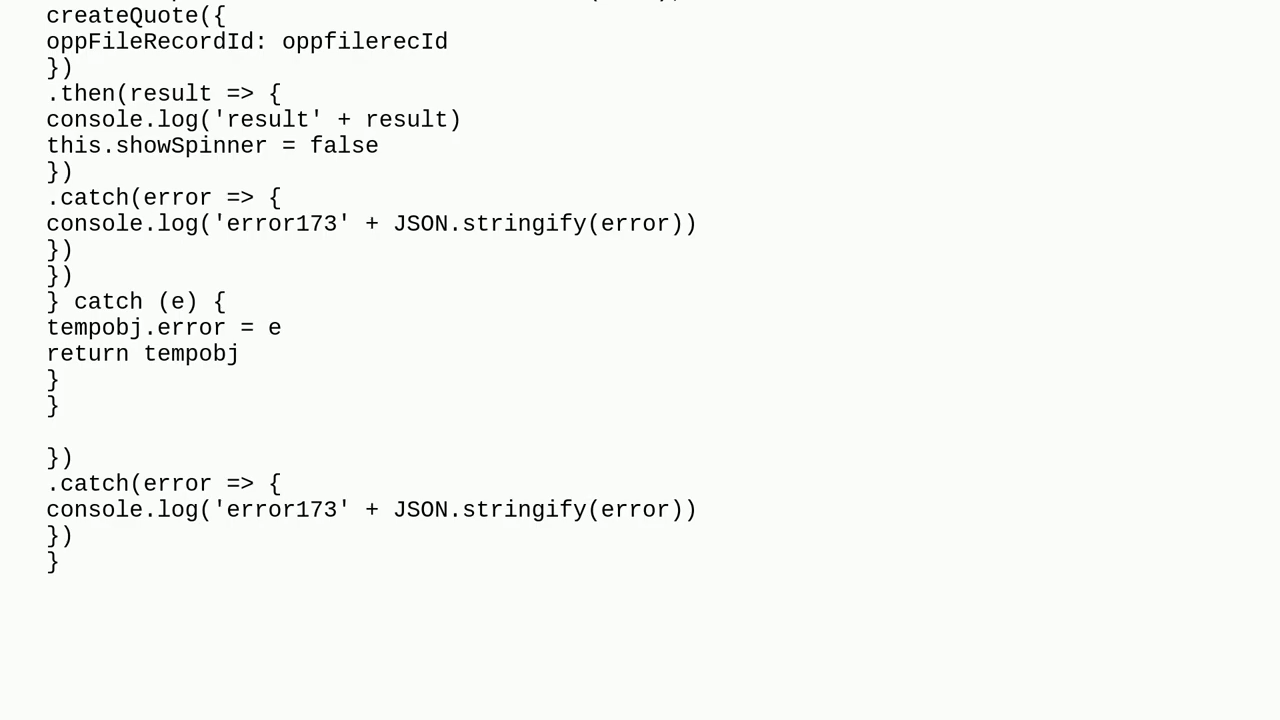 createQuote({
oppFileRecordId: oppfilerecId
})
.then(result => {
console.log('result' + result)
this.showSpinner = false
})
.catch(error => {
console.log('error173' + JSON.stringify(error))
})
})
} catch (e) {
tempobj.error = e
return tempobj
}
}

})
.catch(error => {
console.log('error173' + JSON.stringify(error))
})
}